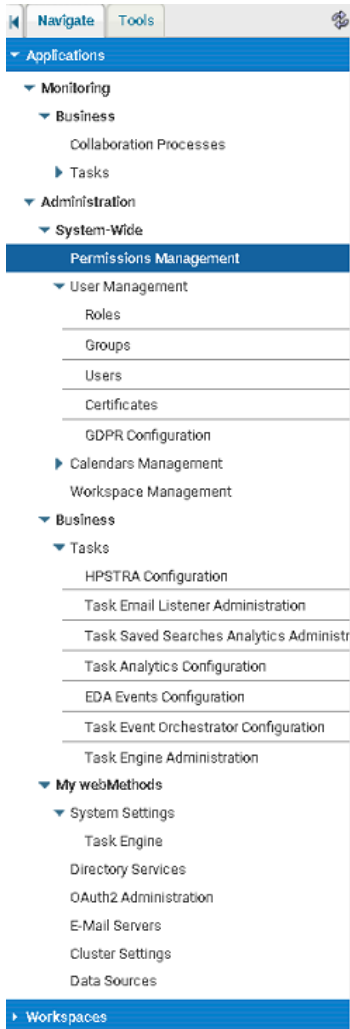 Navigate Tools
Applications
Monitoring
Business
Collaboration Processes
Tasks
Administration
System-Wide
Permissions Management
User Management
Roles
Groups
Users
Certificates
GDPR Configuration
Calendars Management
Workspace Management
Business
Tasks
HPSTRA Configuration
Task Email Listener Administration
Task Saved Searches Analytics Administr
Task Analytics Configuration
EDA Events Configuration
Task Event Orchestrator Configuration
Task Engine Administration
My webMethods
System Settings
Task Engine
Directory Services
OAuth2 Administration
E-Mail Servers
Cluster Settings
Data Sources
Workspaces